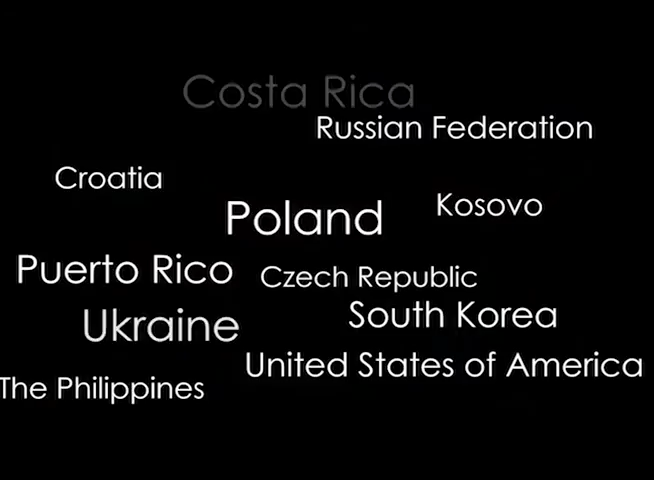 Costa Rica
Russian Federation
Croatia
Kosovo
Poland
Puerto Rico
Czech Republic
South Korea
Ukraine
United States of America
The Philippines